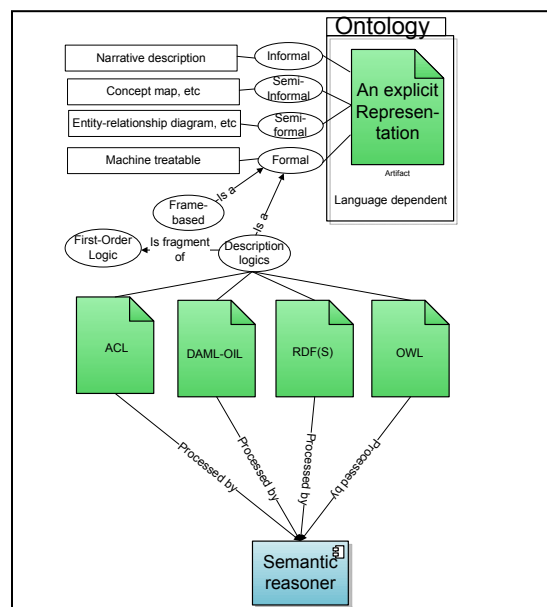 Ontology
Narrative description
Informal
Concept map, etc
Semi-
Informal
An explicit
Represen-
tation
Entity-relationship diagram, etc
Semi-
formal
Machine treatable
Formal
Artifact
Language dependent
Frame-
based
Is a
Is a
First-Order
Logic
Is fragment
of
Description
logics
ACL
DAML-OIL
RDF(S)
OWL
Processed by
Processed by
Processed by
Processed by
Semantic
reasoner